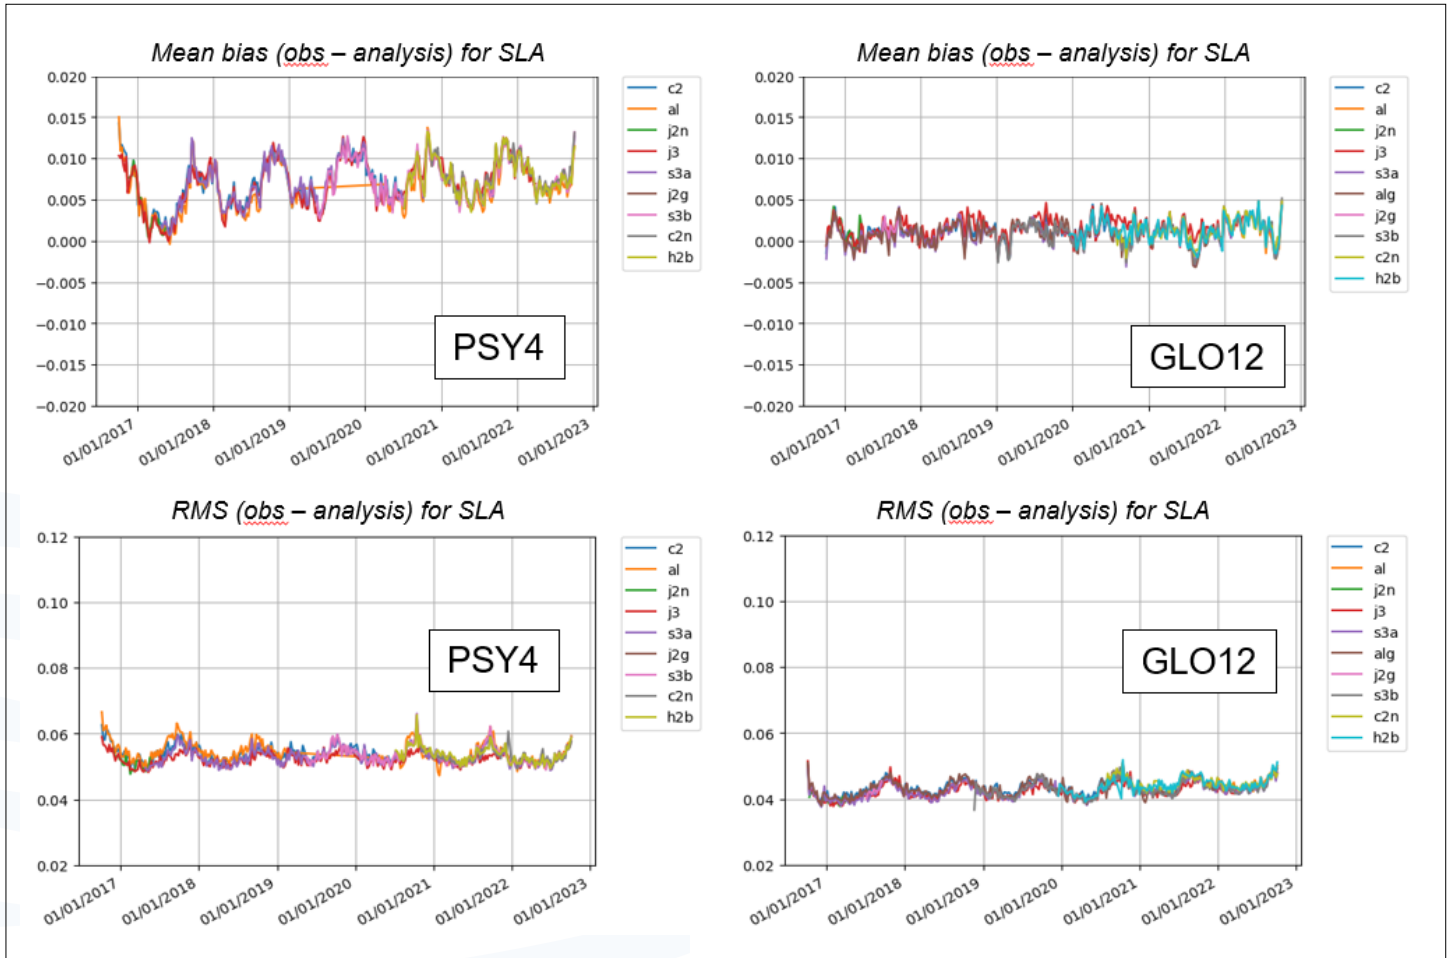 Mean bias (obs – analysis) for SLA
0.020
0.015
0.010
0.005
0.000
−0.005
−0.010
−0.015
−0.020
01/01/2017
01/01/2018
01/01/2019
01/01/2020
01/01/2021
01/01/2022
01/01/2023
c2
al
j2n
j3
s3a
j2g
s3b
c2n
h2b
PSY4
Mean bias (obs – analysis) for SLA
0.020
0.015
0.010
0.005
0.000
−0.005
−0.010
−0.015
−0.020
01/01/2017
01/01/2018
01/01/2019
01/01/2020
01/01/2021
01/01/2022
01/01/2023
c2
al
j2n
j3
s3a
alg
j2g
s3b
c2n
h2b
GLO12
RMS (obs – analysis) for SLA
0.12
0.10
0.08
0.06
0.04
0.02
01/01/2017
01/01/2018
01/01/2019
01/01/2020
01/01/2021
01/01/2022
01/01/2023
c2
al
j2n
j3
s3a
j2g
s3b
c2n
h2b
PSY4
RMS (obs – analysis) for SLA
0.12
0.10
0.08
0.06
0.04
0.02
01/01/2017
01/01/2018
01/01/2019
01/01/2020
01/01/2021
01/01/2022
01/01/2023
c2
al
j2n
j3
s3a
alg
j2g
s3b
c2n
h2b
GLO12